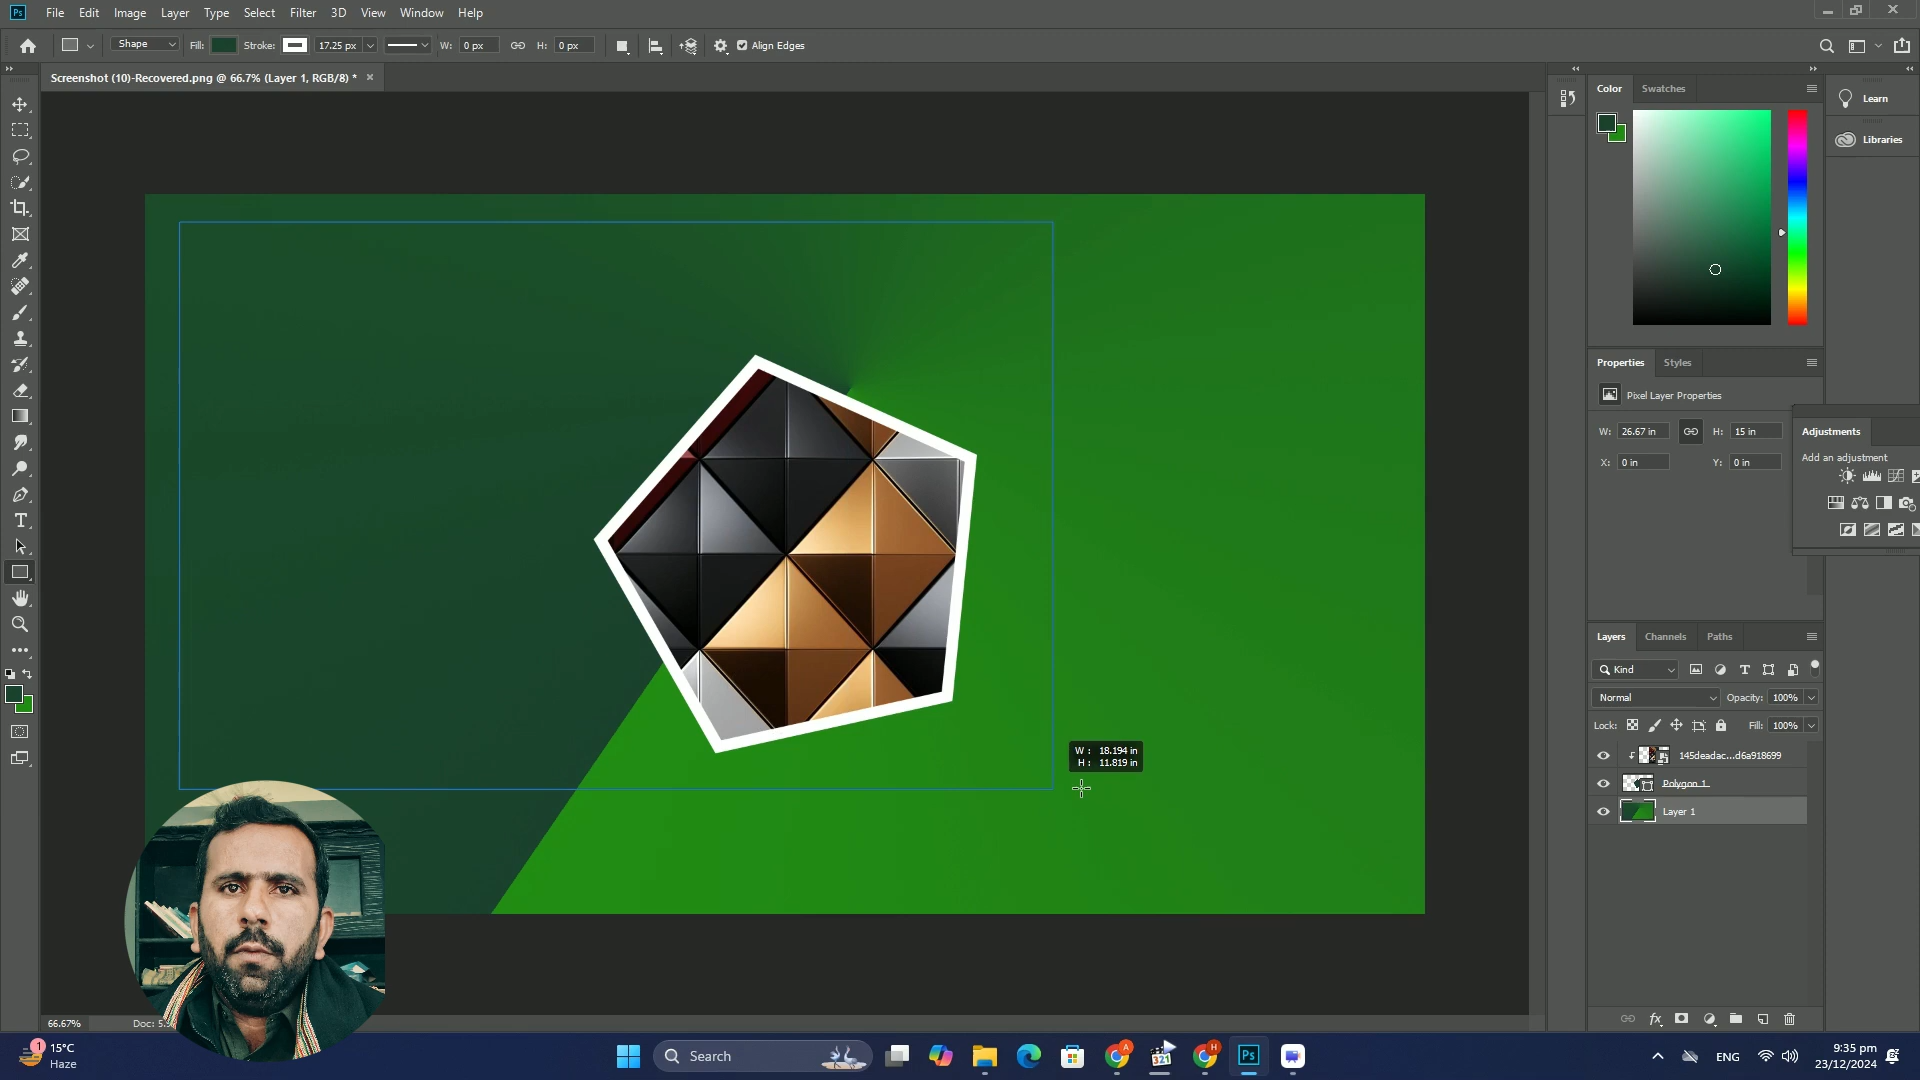 Ps File Edit Image Layer Type Select Filter 3D View Window Help
Shape Fill: Stroke: 17.25 px W: 0 px H: 0 px Align Edges
Screenshot (10)-Recovered.png @ 66.7% (Layer 1, RGB/8) * ×
Color Swatches
Learn
Libraries
Properties Styles
Pixel Layer Properties
W: 26.67 in H: 15 in
X: 0 in Y: 0 in
Adjustments
Add an adjustment
W : 18.194 in
H : 11.819 in
Layers Channels Paths
Kind
Normal Opacity: 100%
Lock: Fill: 100%
145deadac...d6a918699
Polygon 1
Layer 1
66.67% Doc:
1 15°C
Haze
Search
A
321
H
Ps
ENG
9:35 pm
23/12/2024